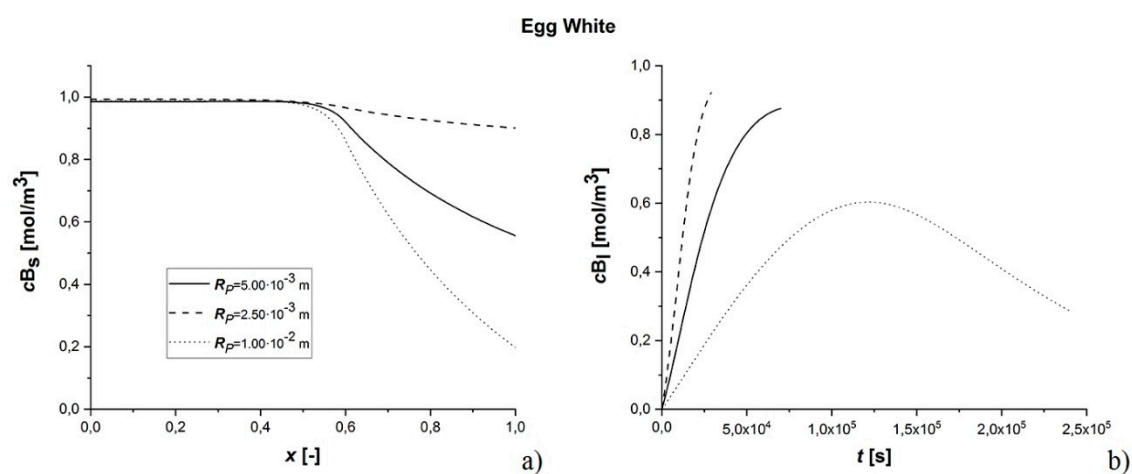 Egg White
1,0
0,8
0,6
0,4
0,2
0,0
cBs [mol/m³]
0,0 0,2 0,4 0,6 0,8 1,0
x [-]
Rp=5.00·10⁻³ m
Rp=2.50·10⁻³ m
Rp=1.00·10⁻² m
a)
1,0
0,8
0,6
0,4
0,2
0,0
cBl [mol/m³]
0,0 5,0x10⁴ 1,0x10⁵ 1,5x10⁵ 2,0x10⁵ 2,5x10⁵
t [s]
b)